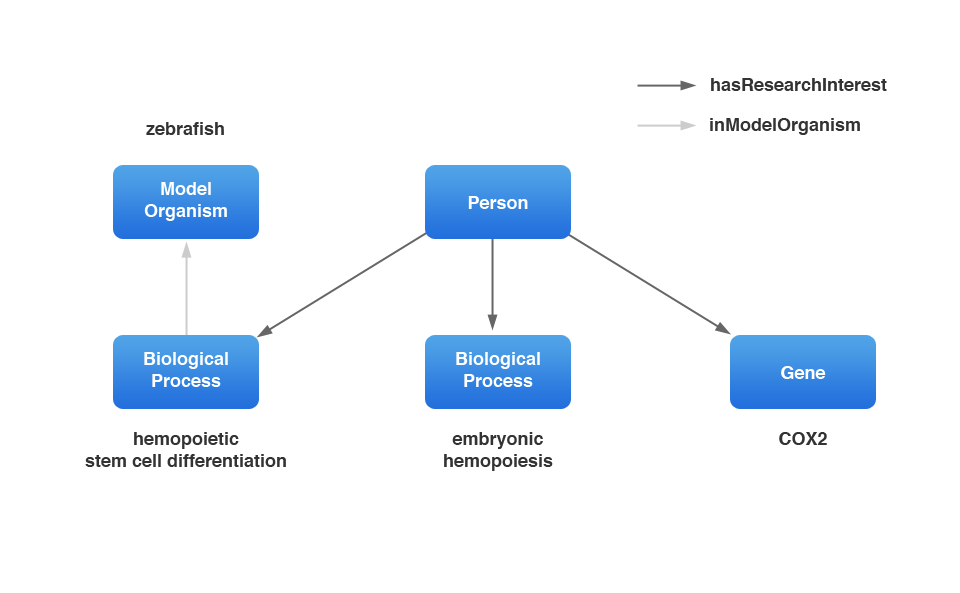 hasResearchInterest
inModelOrganism
zebrafish
Model
Organism
Person
Biological
Process
Biological
Process
Gene
hemopoietic
stem cell differentiation
embryonic
hemopoiesis
COX2